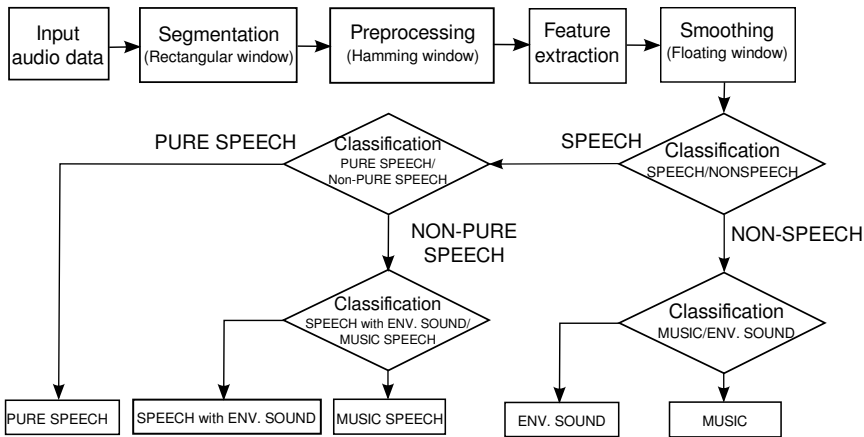 Input
audio data
Segmentation
(Rectangular window)
Preprocessing
(Hamming window)
Feature
extraction
Smoothing
(Floating window)
PURE SPEECH
Classification
PURE SPEECH/
Non-PURE SPEECH
SPEECH
Classification
SPEECH/NONSPEECH
NON-PURE
SPEECH
NON-SPEECH
Classification
SPEECH with ENV. SOUND/
MUSIC SPEECH
Classification
MUSIC/ENV. SOUND
PURE SPEECH
SPEECH with ENV. SOUND
MUSIC SPEECH
ENV. SOUND
MUSIC